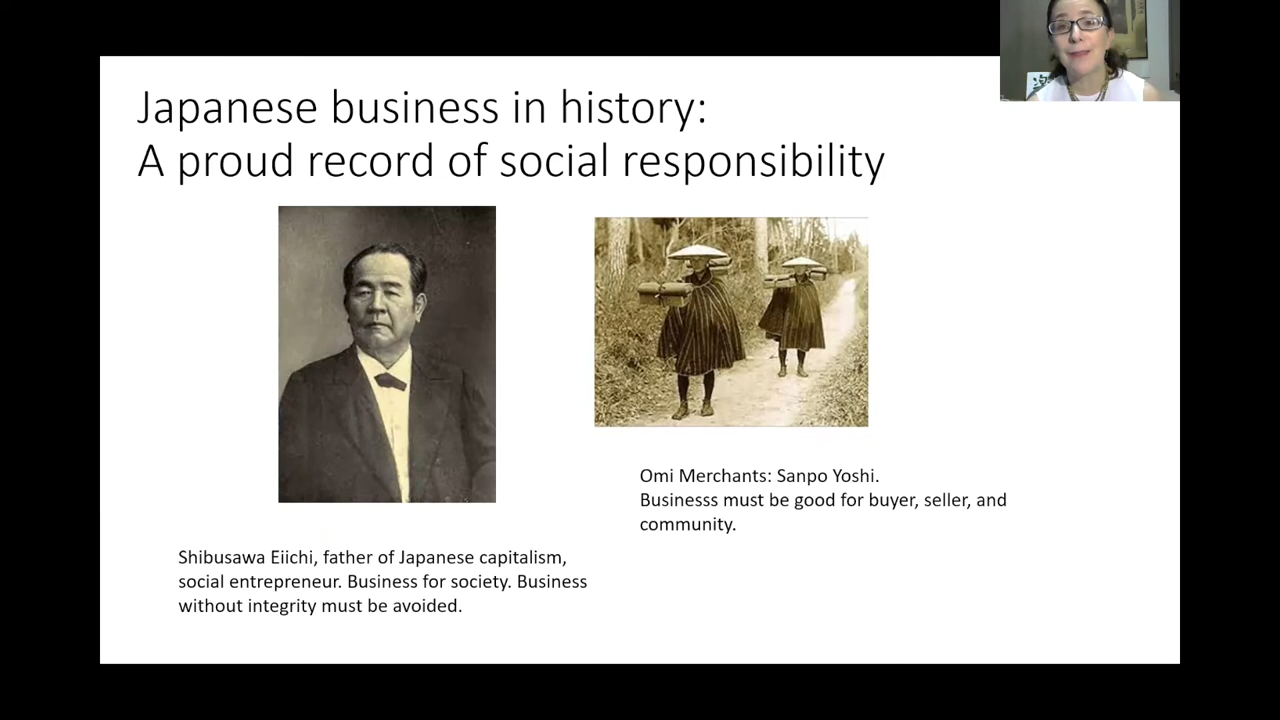 Japanese business in history:
A proud record of social responsibility
Omi Merchants: Sanpo Yoshi.
Businesss must be good for buyer, seller, and
community.
Shibusawa Eiichi, father of Japanese capitalism,
social entrepreneur. Business for society. Business
without integrity must be avoided.